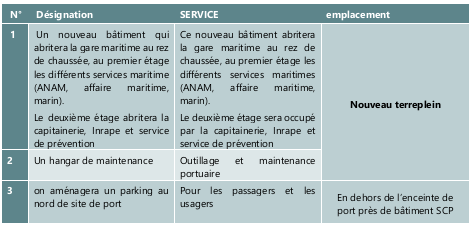 N° Désignation SERVICE emplacement
1
Un nouveau bâtiment qui
abritera la gare maritime au rez
de chaussée, au premier étage
les différents services maritime
(ANAM, affaire maritime,
marin).
Le deuxième étage abritera la
capitainerie, Inrape et service
de prévention
Ce nouveau bâtiment abritera
la gare maritime au rez de
chaussée, au premier étage les
différents services maritimes
(ANAM, affaire maritime,
marin).
Le deuxième étage sera occupé
par la capitainerie, Inrape et
service de prévention
Nouveau terreplein
2
Un hangar de maintenance
Outillage et maintenance
portuaire
3
on aménagera un parking au
nord de site de port
Pour les passagers et les
usagers
En dehors de l'enceinte de
port près de bâtiment SCP